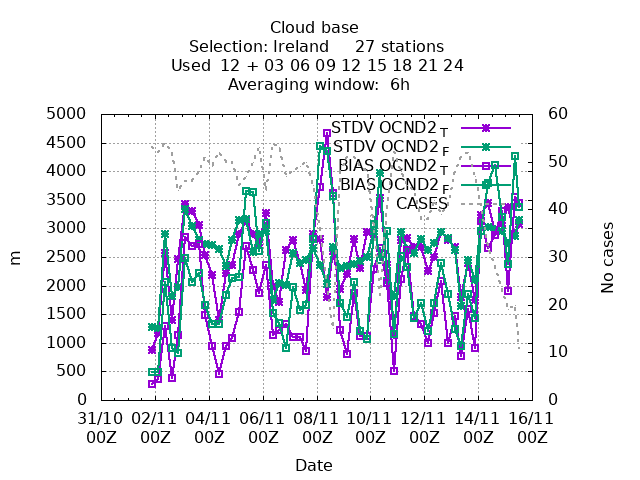 Cloud base
Selection: Ireland 27 stations
Used 12 + 03 06 09 12 15 18 21 24
Averaging window: 6h
5000
4500
4000
3500
3000
2500
2000
1500
1000
500
0
m
60
50
40
30
20
10
0
No cases
STDV OCND2 T
STDV OCND2 F
BIAS OCND2 T
BIAS OCND2 F
CASES
31/10 02/11 04/11 06/11 08/11 10/11 12/11 14/11 16/11
00Z 00Z 00Z 00Z 00Z 00Z 00Z 00Z 00Z
Date